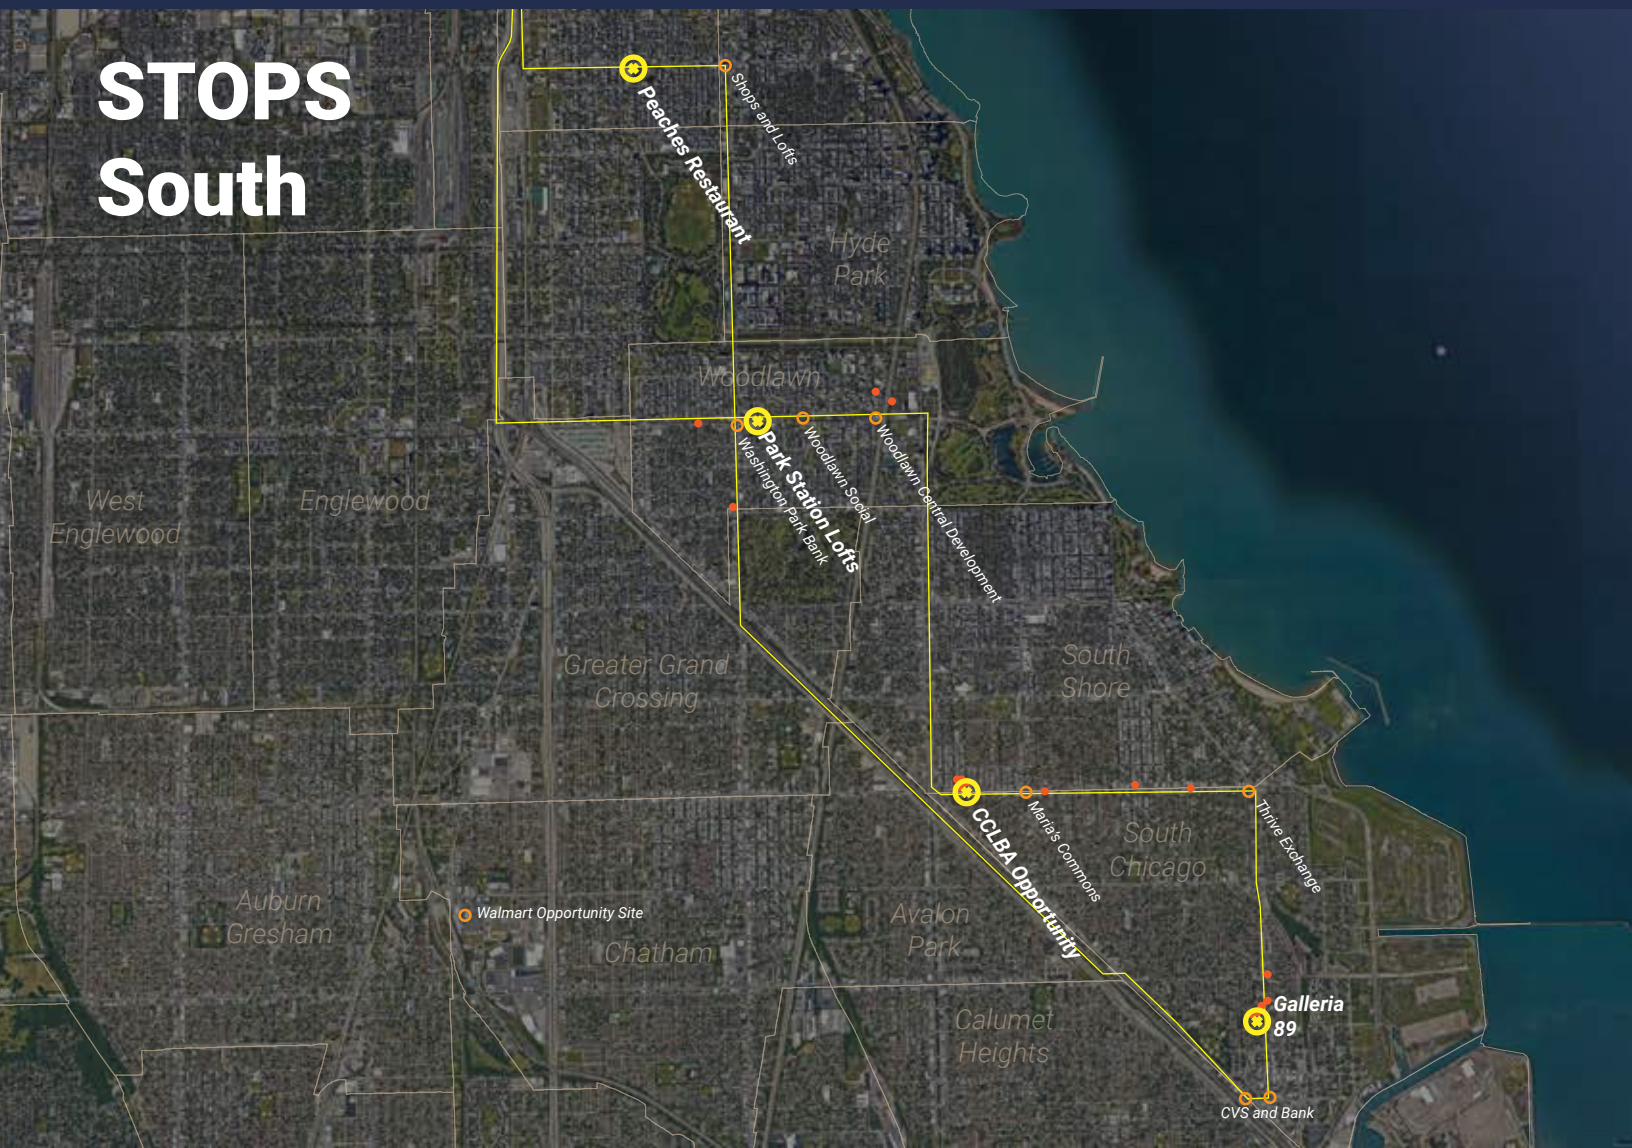 STOPS
South
Peaches Restaurant
Shops and Lofts
Hyde
Park
Woodlawn
Park Station Lofts
Washington Park Bank
Woodlawn Social
Woodlawn Central Development
West
Englewood
Englewood
Greater Grand
Crossing
South
Shore
CCLBA Opportunity
Maria's Commons
South
Chicago
Thrive Exchange
Auburn
Gresham
Walmart Opportunity Site
Chatham
Avalon
Park
Calumet
Heights
Galleria
89
CVS and Bank